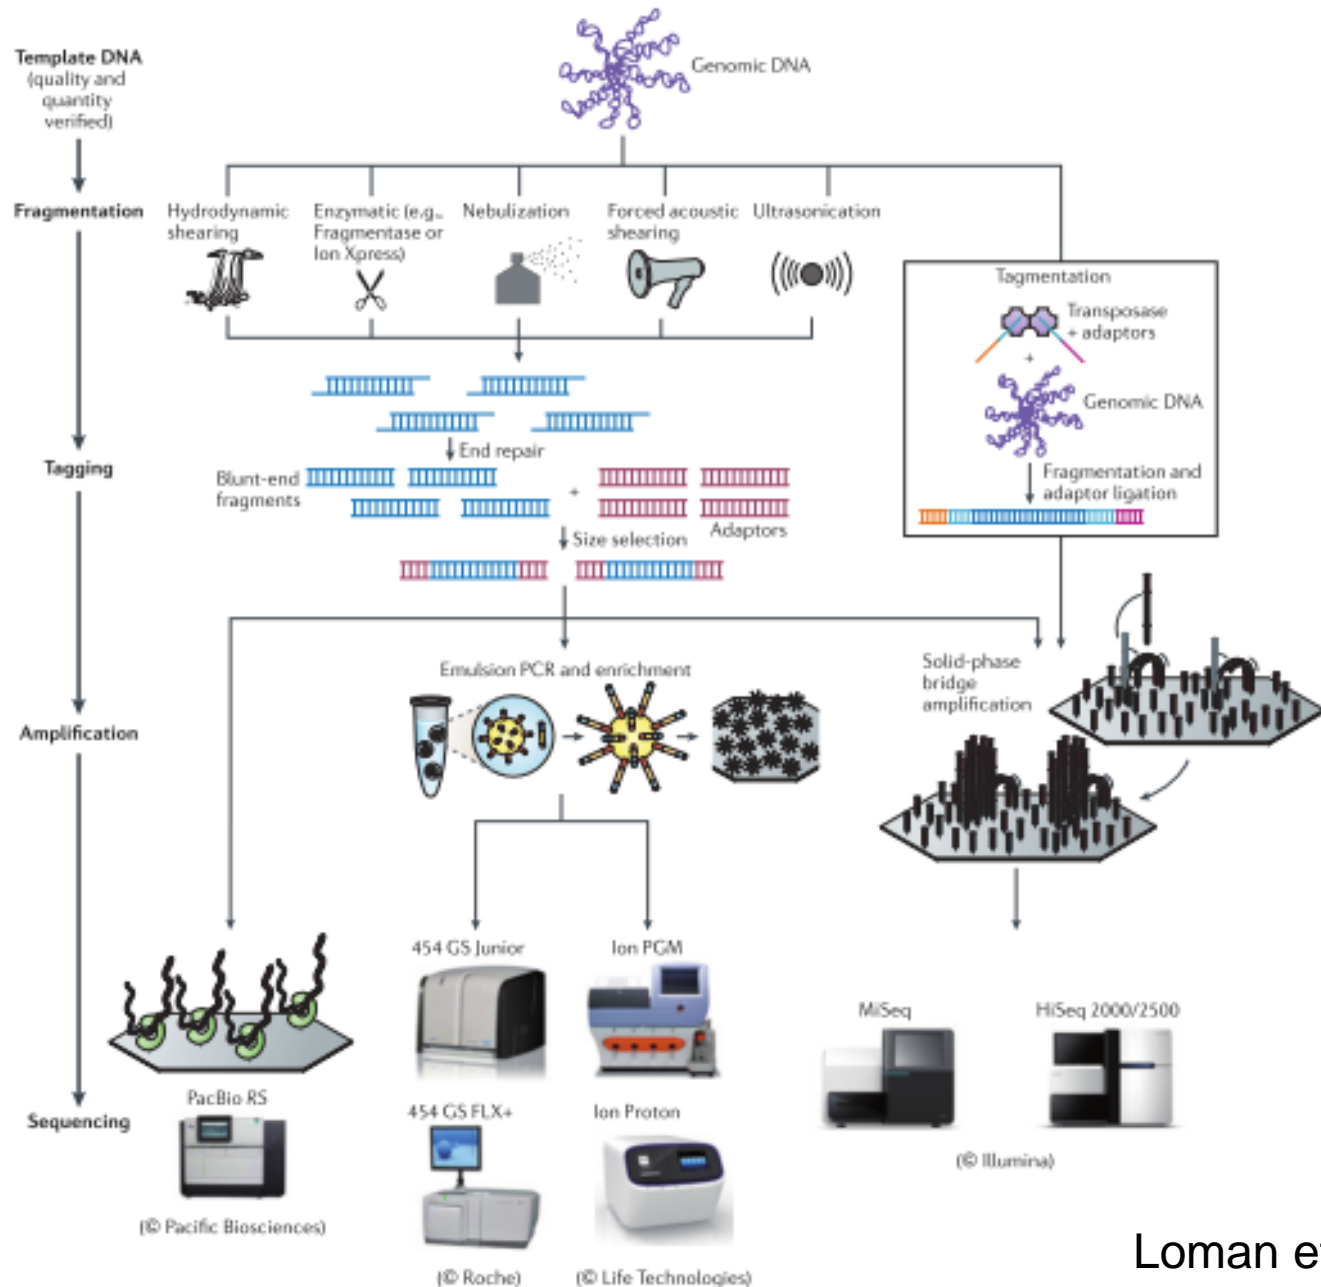 Template DNA
(quality and
quantity
verified)
Genomic DNA
Fragmentation
Hydrodynamic
shearing
Enzymatic (e.g.,
Fragmentase or
Ion Xpress)
Nebulization
Forced acoustic
shearing
Ultrasonication
Tagmentation
Transposase
+ adaptors
+
Genomic DNA
Fragmentation and
adaptor ligation
Tagging
End repair
Blunt-end
fragments
+
Adaptors
Size selection
Amplification
Emulsion PCR and enrichment
Solid-phase
bridge
amplification
Sequencing
PacBio RS
(© Pacific Biosciences)
454 GS Junior
454 GS FLX+
(© Roche)
Ion PGM
Ion Proton
(© Life Technologies)
MiSeq
HiSeq 2000/2500
(© Illumina)
Loman et